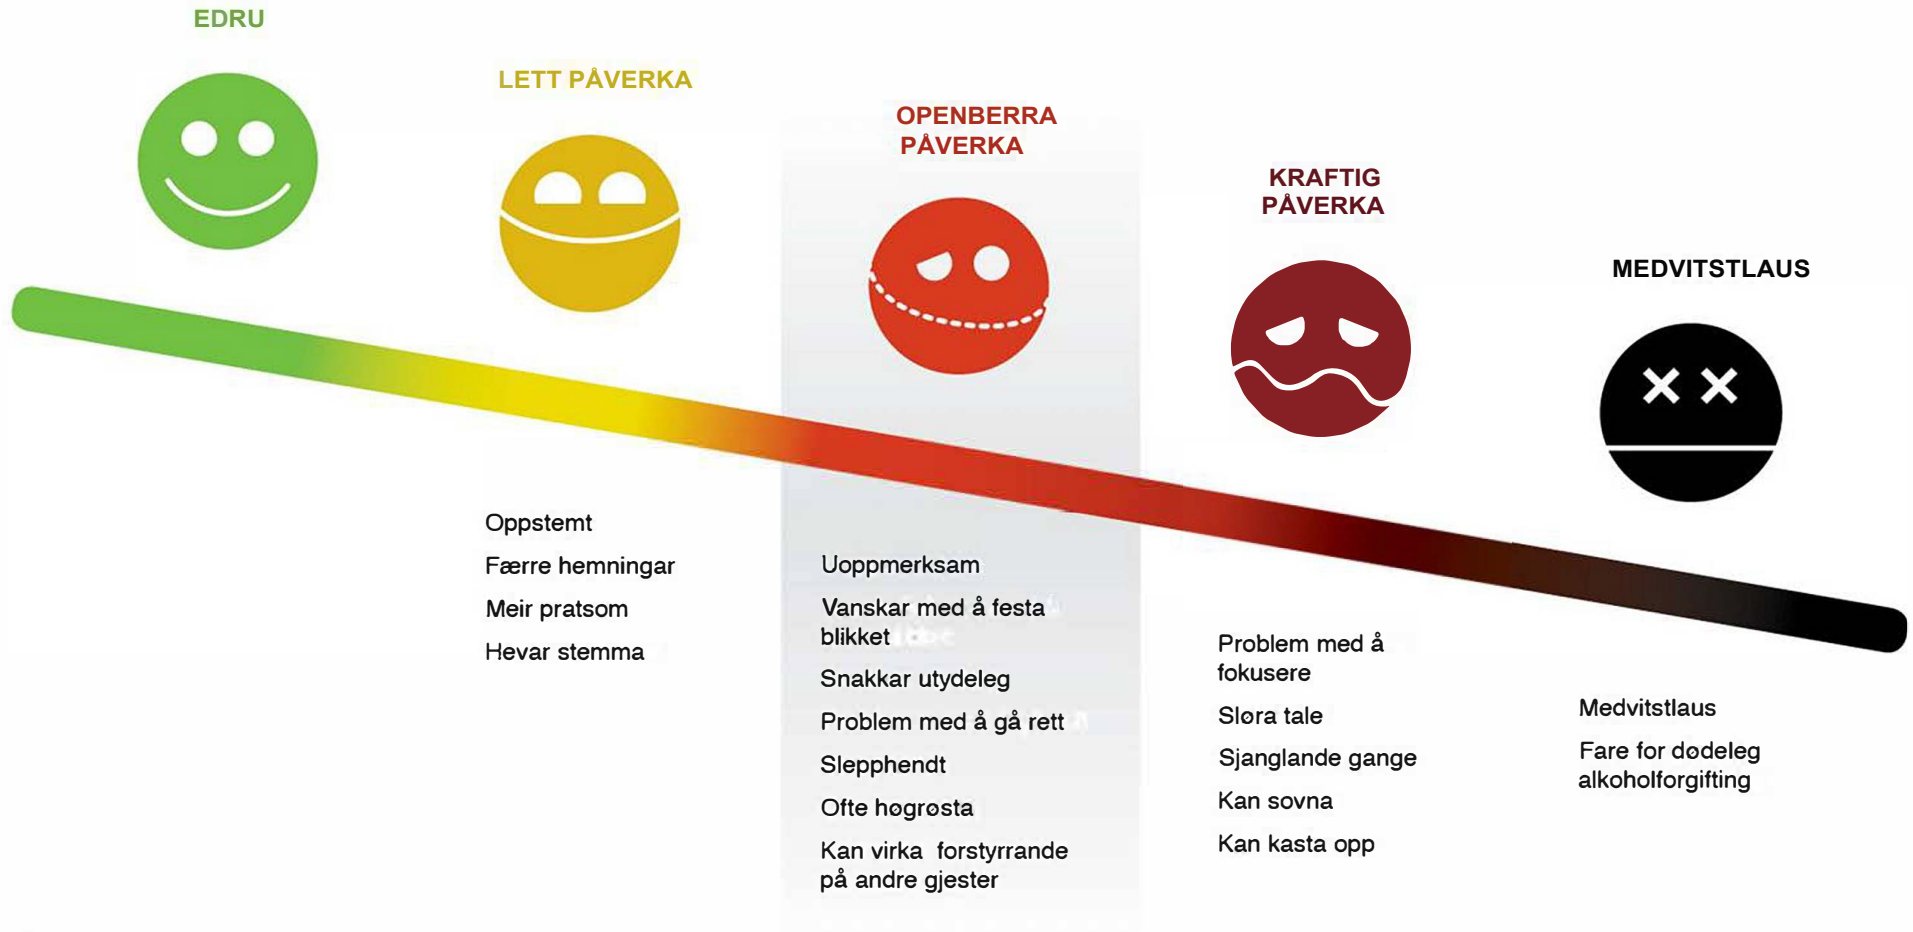 EDRU
LETT PÅVERKA
OPENBERRA
PÅVERKA
KRAFTIG
PÅVERKA
MEDVITSTLAUS
Oppstemt
Færre hemningar
Meir pratsom
Hevar stemma
Uoppmerksam
Vanskar med å festa
blikket
Snakkar utydeleg
Problem med å gå rett
Slepphendt
Ofte høgrøsta
Kan virka forstyrrande
på andre gjester
Problem med å
fokusere
Sløra tale
Sjanglande gange
Kan sovna
Kan kasta opp
Medvitstlaus
Fare for dødeleg
alkoholforgifting